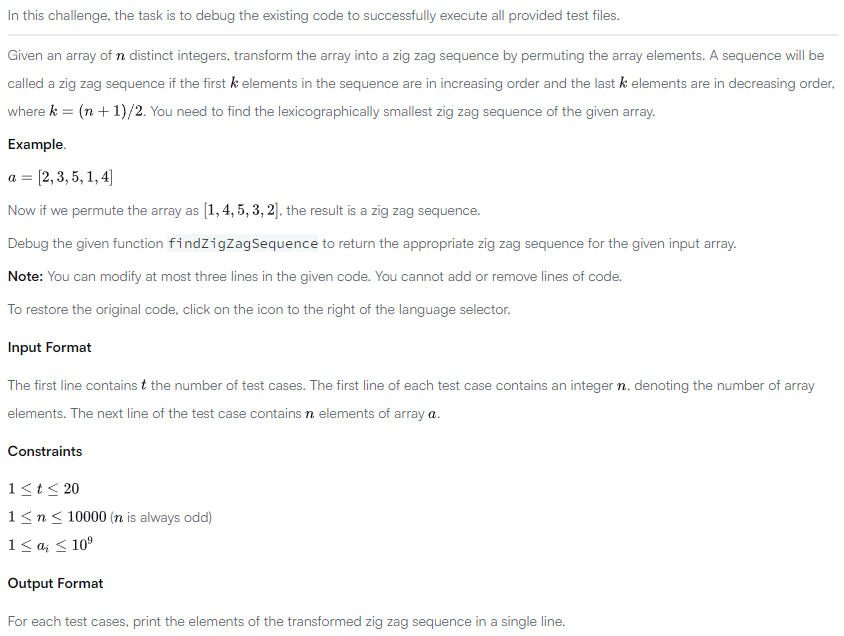 In this challenge, the task is to debug the existing code to successfully execute all provided test files.
Given an array of n distinct integers, transform the array into a zig zag sequence by permuting the array elements. A sequence will be
called a zig zag sequence if the first k elements in the sequence are in increasing order and the last k elements are in decreasing order,
where k = (n + 1)/2. You need to find the lexicographically smallest zig zag sequence of the given array.
Example.
a = [2, 3, 5, 1, 4]
Now if we permute the array as [1, 4, 5, 3, 2], the result is a zig zag sequence.
Debug the given function findZigZagSequence to return the appropriate zig zag sequence for the given input array.
Note: You can modify at most three lines in the given code. You cannot add or remove lines of code.
To restore the original code, click on the icon to the right of the language selector.
Input Format
The first line contains t the number of test cases. The first line of each test case contains an integer n, denoting the number of array
elements. The next line of the test case contains n elements of array a.
Constraints
1 ≤ t ≤ 20
1 ≤ n ≤ 10000 (n is always odd)
1 ≤ aᵢ ≤ 10⁹
Output Format
For each test cases, print the elements of the transformed zig zag sequence in a single line.